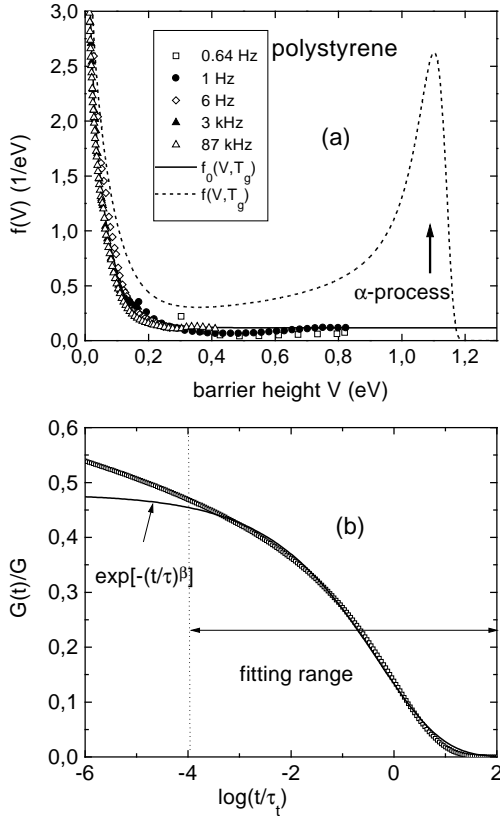 3,0
2,5
2,0
1,5
1,0
0,5
0,0
f(V) (1/eV)
0.64 Hz
1 Hz
6 Hz
3 kHz
87 kHz
f₀(V,T_g)
f(V,T_g)
polystyrene
(a)
α-process
0,0 0,2 0,4 0,6 0,8 1,0 1,2
barrier height V (eV)
0,6
0,5
0,4
0,3
0,2
0,1
0,0
G(t)/G
(b)
exp[-(t/τ)^β]
fitting range
-6 -4 -2 0 2
log(t/τ_t)